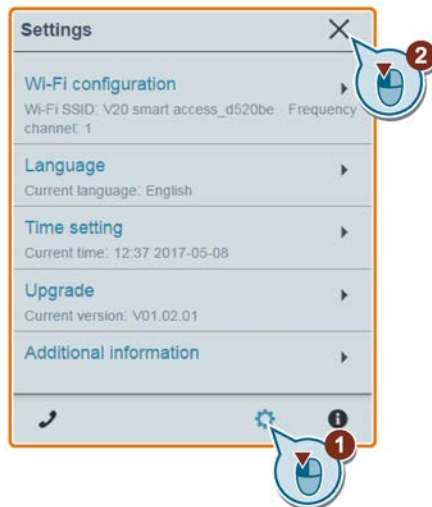 Settings
2
Wi-Fi configuration
Wi-Fi SSID: V20 smart access_d520be Frequency
channel: 1
Language
Current language: English
Time setting
Current time: 12:37 2017-05-08
Upgrade
Current version: V01.02.01
Additional information
1